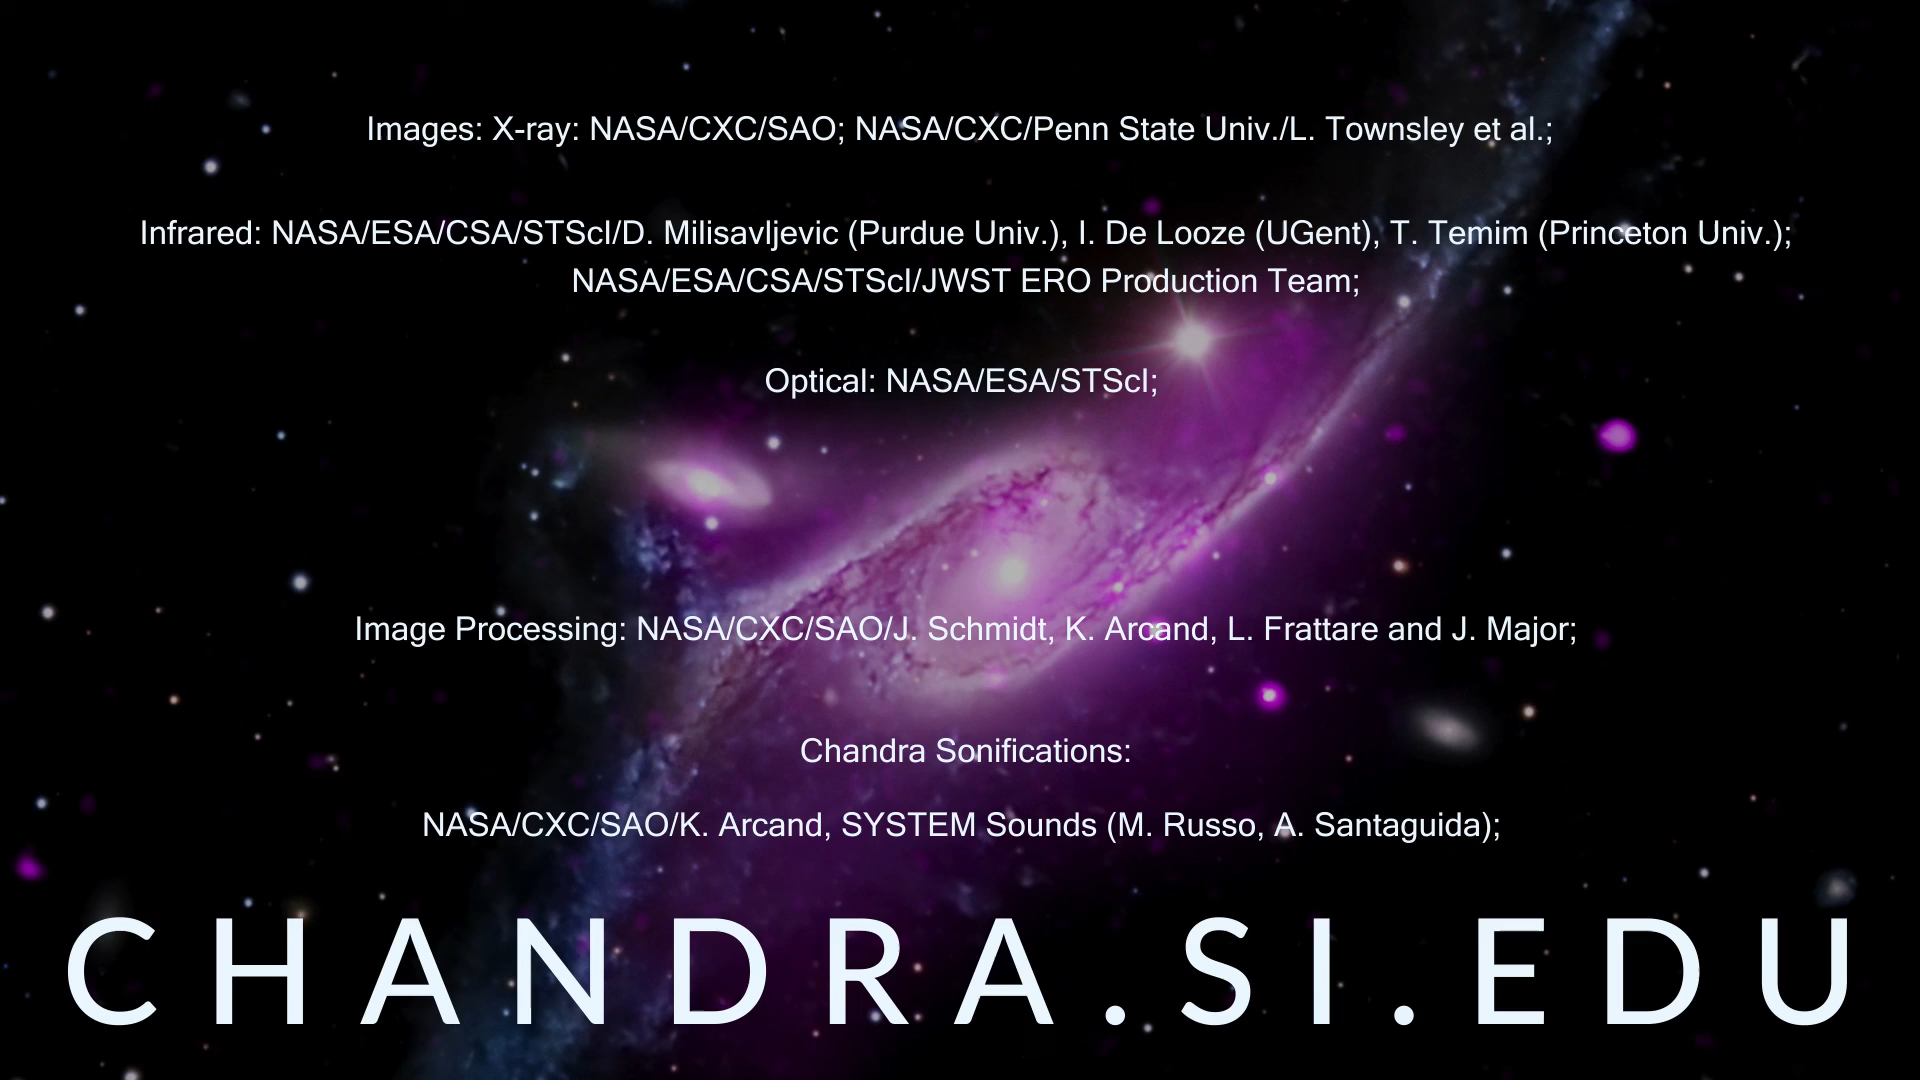 Images: X-ray: NASA/CXC/SAO; NASA/CXC/Penn State Univ./L. Townsley et al.;
Infrared: NASA/ESA/CSA/STScI/D. Milisavljevic (Purdue Univ.), I. De Looze (UGent), T. Temim (Princeton Univ.);
NASA/ESA/CSA/STScI/JWST ERO Production Team;
Optical: NASA/ESA/STScI;
Image Processing: NASA/CXC/SAO/J. Schmidt, K. Arcand, L. Frattare and J. Major;
Chandra Sonifications:
NASA/CXC/SAO/K. Arcand, SYSTEM Sounds (M. Russo, A. Santaguida);
CHANDRA.SI.EDU